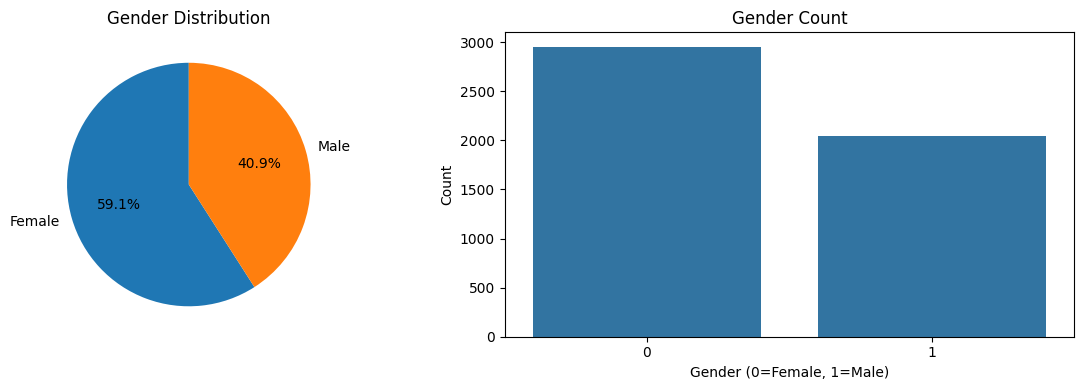 Gender Distribution
Male
40.9%
59.1%
Female
Gender Count
3000
2500
2000
1500
1000
500
0
Count
0
1
Gender (0=Female, 1=Male)